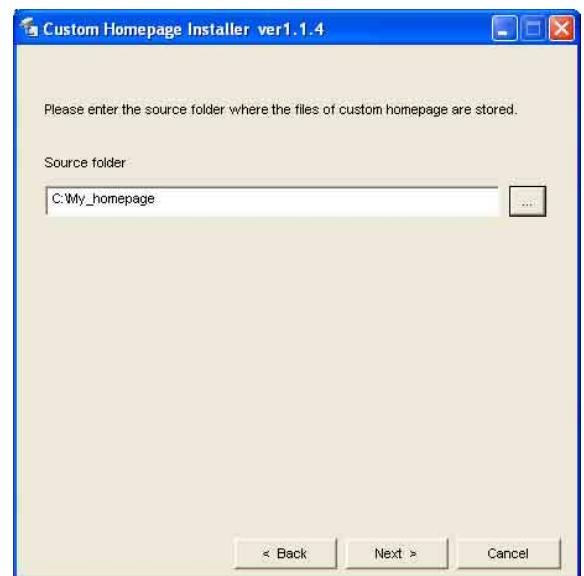 Custom Homepage Installer ver1.1.4
Please enter the source folder where the files of custom homepage are stored.
Source folder
C:\My_homepage
...
< Back Next > Cancel